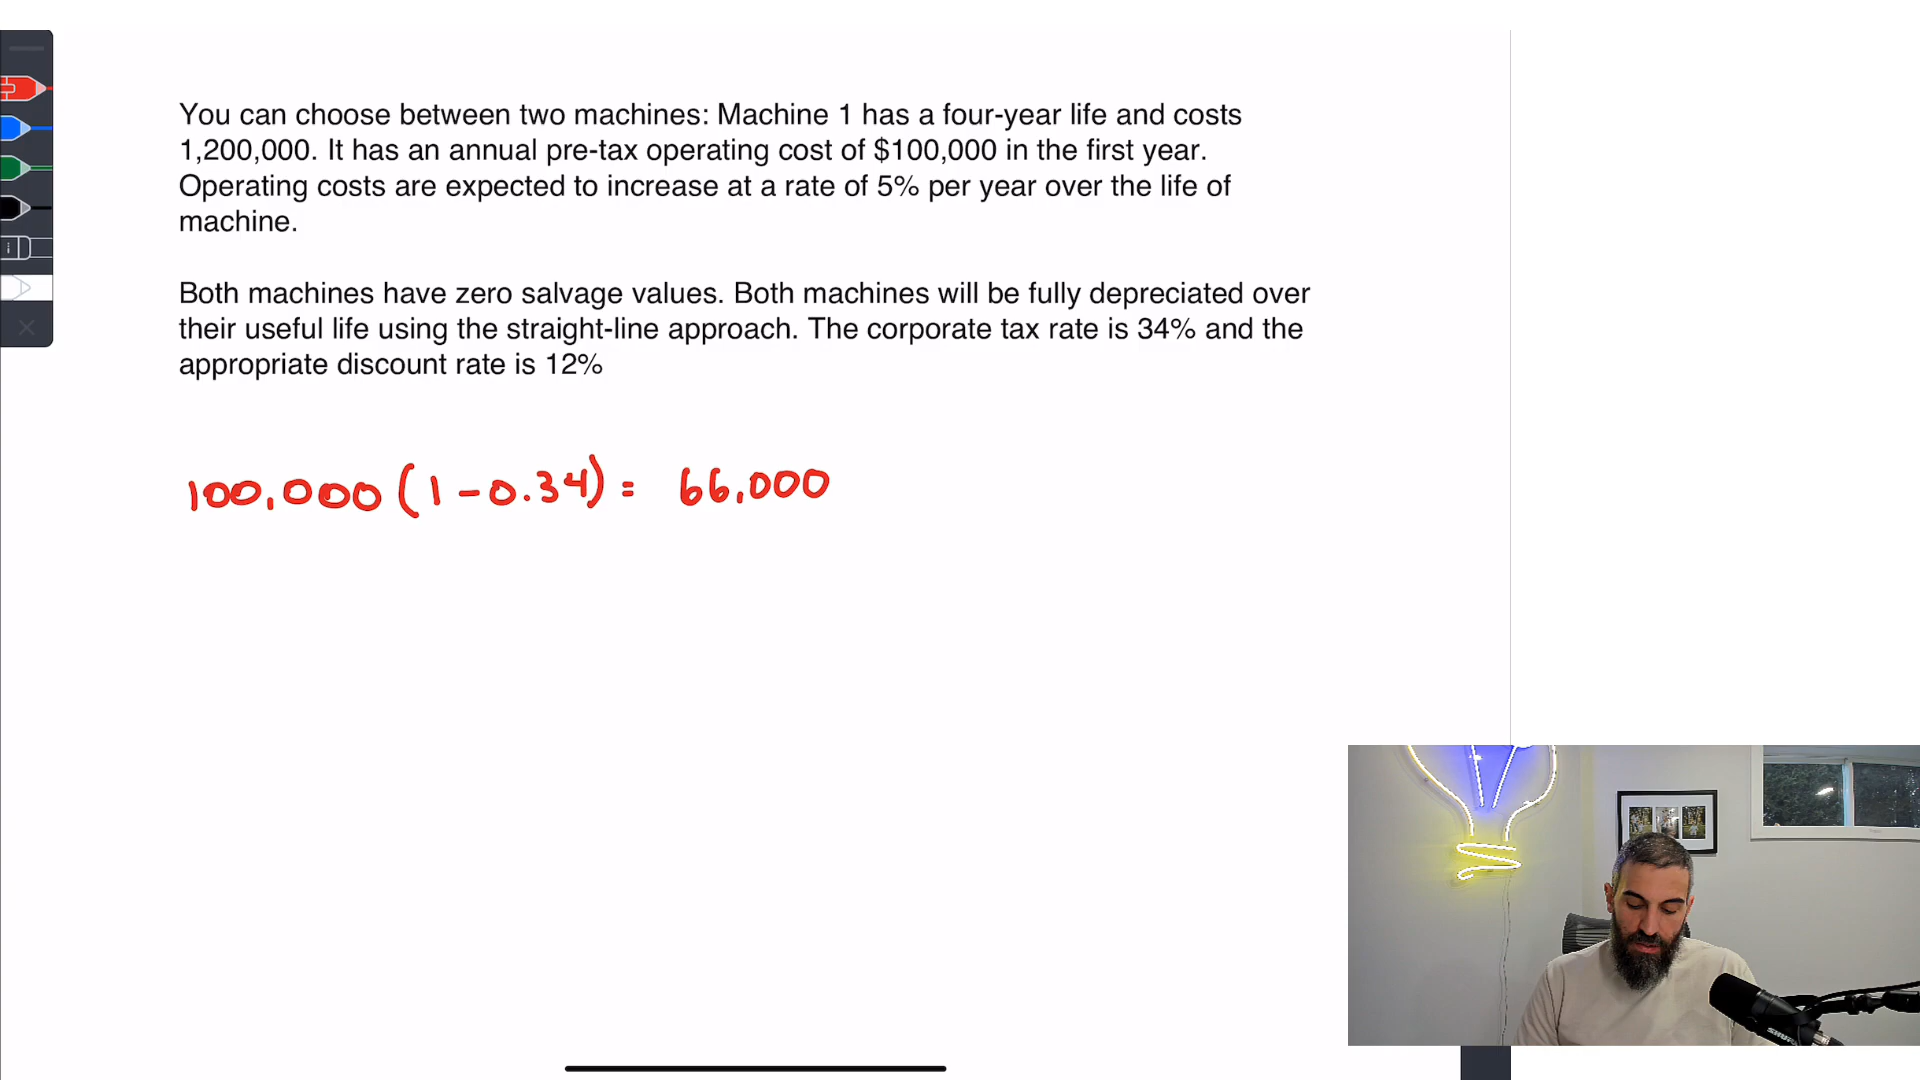 You can choose between two machines: Machine 1 has a four-year life and costs
1,200,000. It has an annual pre-tax operating cost of $100,000 in the first year.
Operating costs are expected to increase at a rate of 5% per year over the life of
machine.
Both machines have zero salvage values. Both machines will be fully depreciated over
their useful life using the straight-line approach. The corporate tax rate is 34% and the
appropriate discount rate is 12%
100,000 (1-0.34) = 66,000
SHURE